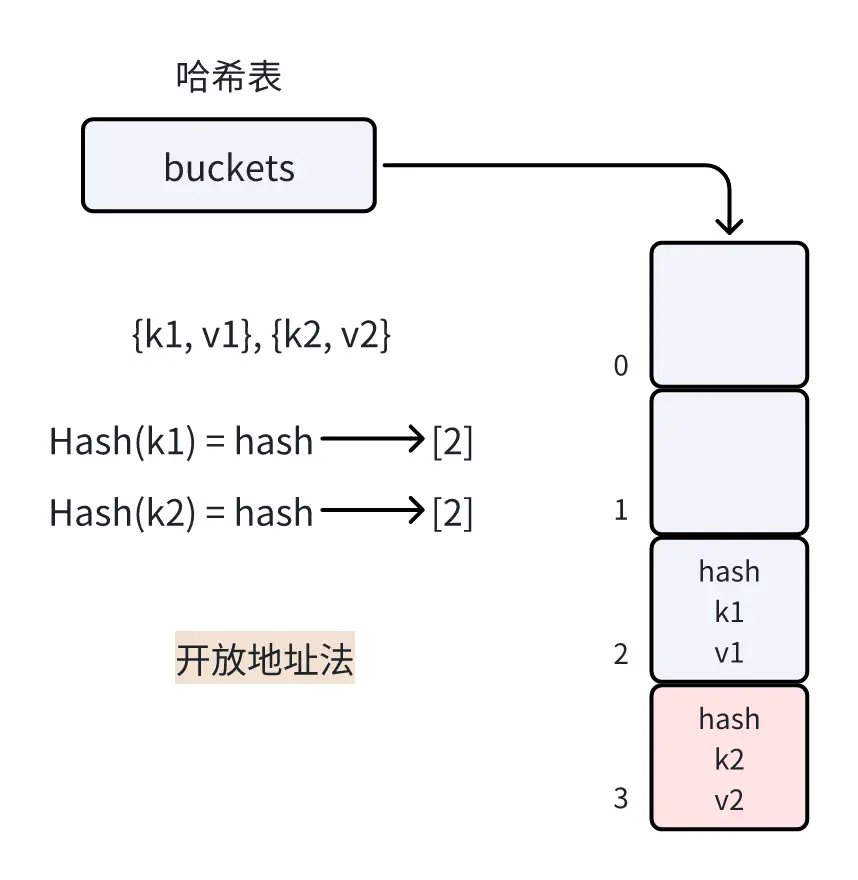 哈希表
buckets
{k1, v1}, {k2, v2}
Hash(k1) = hash [2]
Hash(k2) = hash [2]
开放地址法
0
1
hash
k1
v1
2
hash
k2
v2
3